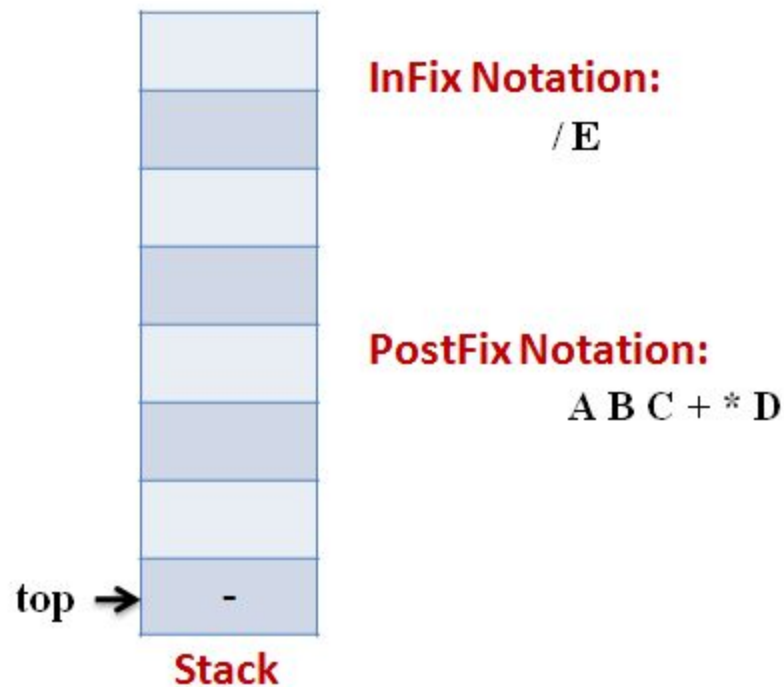 InFix Notation:
/ E
PostFix Notation:
A B C + * D
top
-
Stack